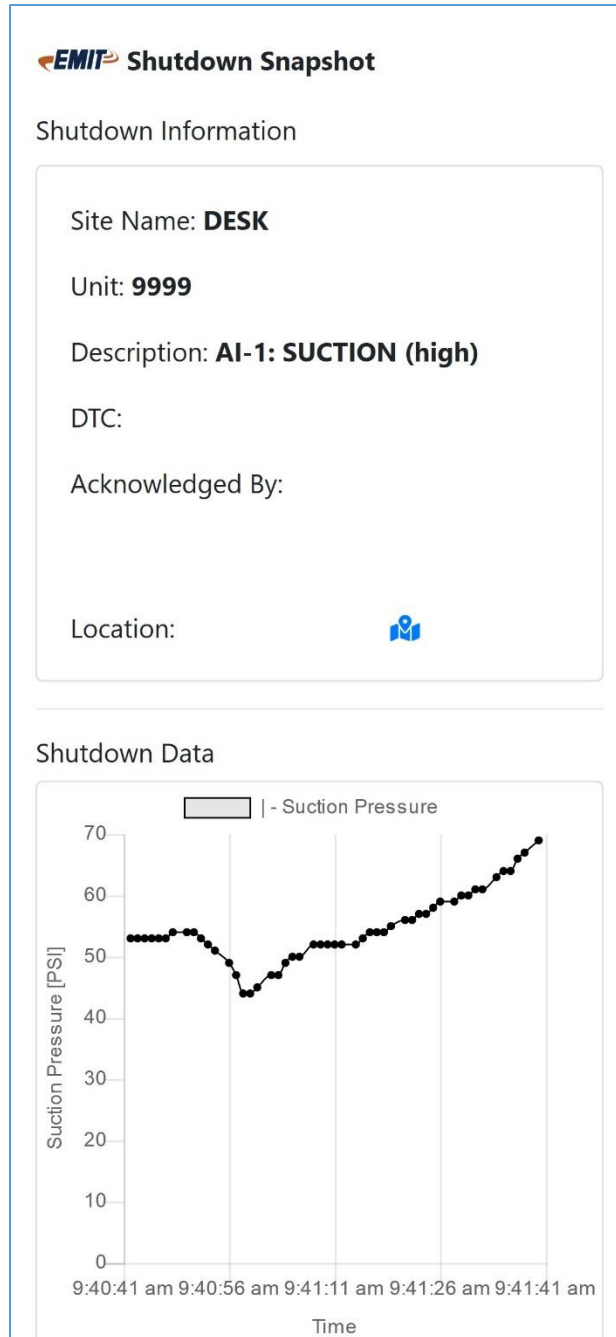 EMIT Shutdown Snapshot
Shutdown Information
Site Name: DESK
Unit: 9999
Description: AI-1: SUCTION (high)
DTC:
Acknowledged By:
Location:
Shutdown Data
| - Suction Pressure
70
60
50
40
30
20
10
0
Suction Pressure [PSI]
9:40:41 am 9:40:56 am 9:41:11 am 9:41:26 am 9:41:41 am
Time